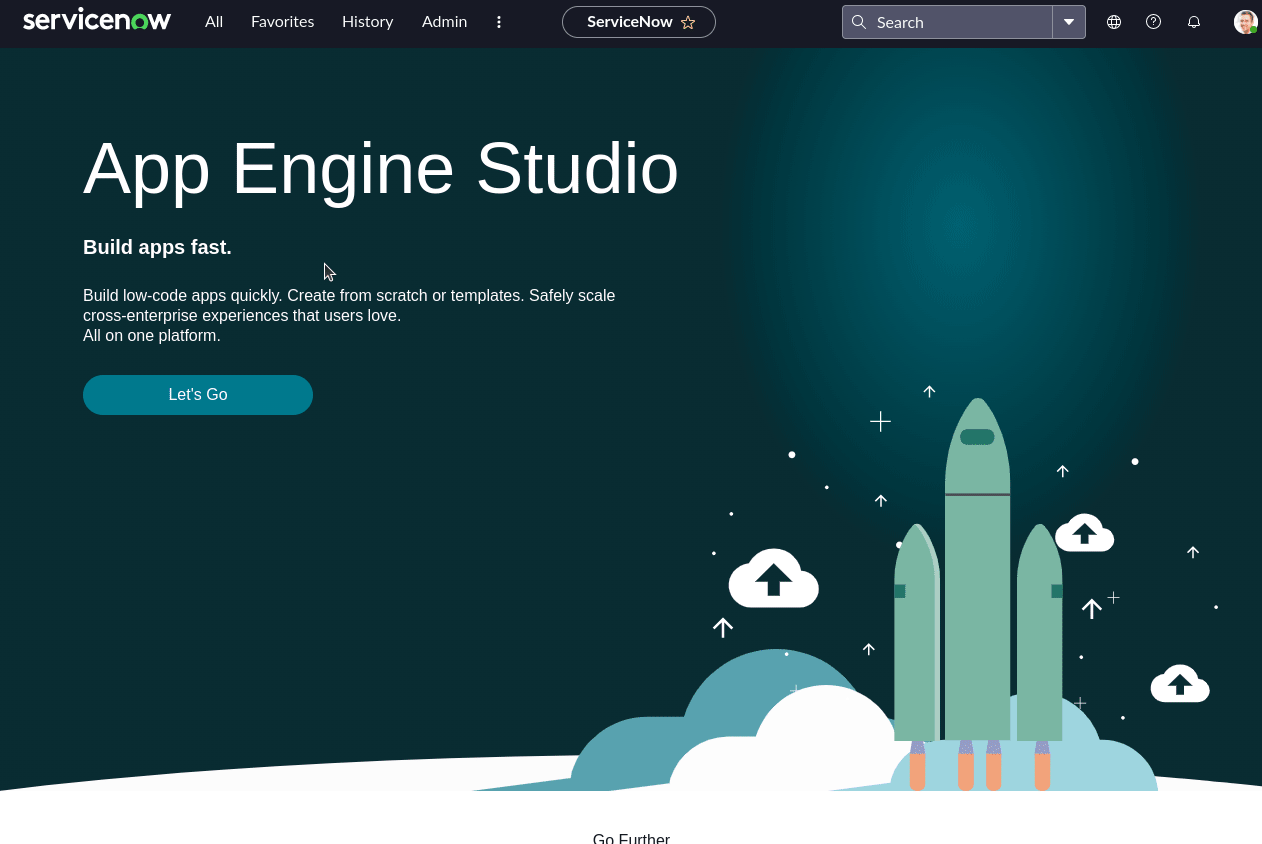 servicenow
All
Favorites
History
Admin
ServiceNow
Search
App Engine Studio
Build apps fast.
Build low-code apps quickly. Create from scratch or templates. Safely scale
cross-enterprise experiences that users love.
All on one platform.
Let's Go
Go Further